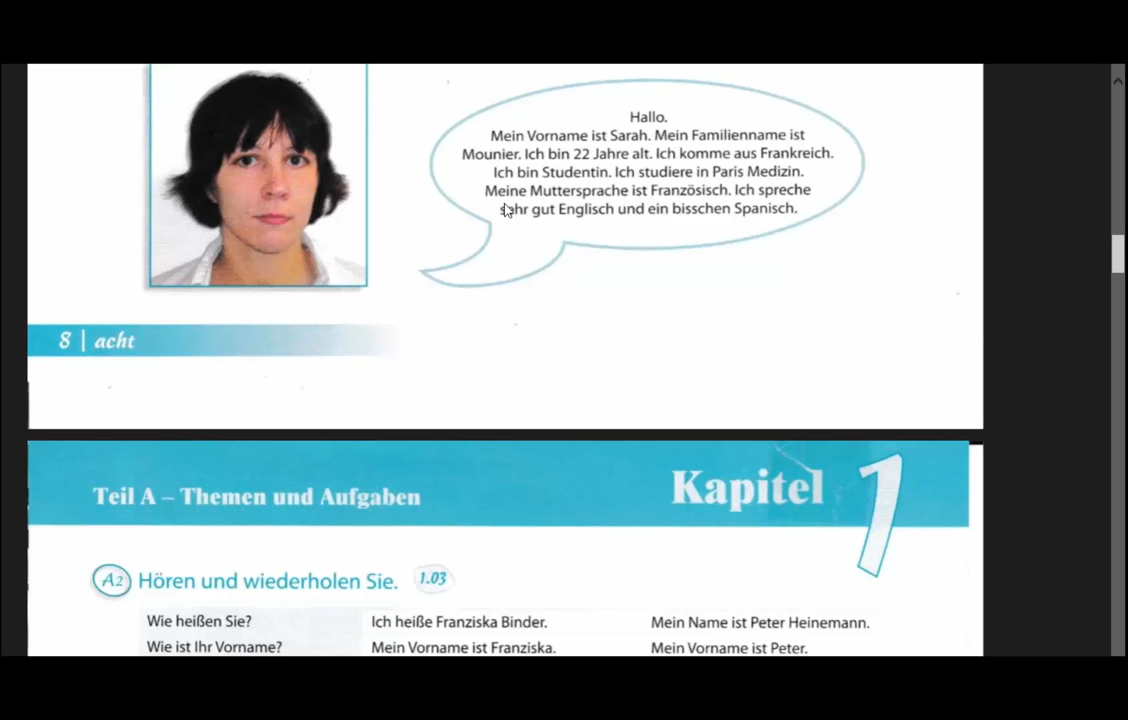 Hallo.
Mein Vorname ist Sarah. Mein Familienname ist
Mounier. Ich bin 22 Jahre alt. Ich komme aus Frankreich.
Ich bin Studentin. Ich studiere in Paris Medizin.
Meine Muttersprache ist Französisch. Ich spreche
sehr gut Englisch und ein bisschen Spanisch.
8 | acht
Teil A – Themen und Aufgaben
Kapitel 1
A2 Hören und wiederholen Sie. 1.03
Wie heißen Sie? Ich heiße Franziska Binder. Mein Name ist Peter Heinemann.
Wie ist Ihr Vorname? Mein Vorname ist Franziska. Mein Vorname ist Peter.